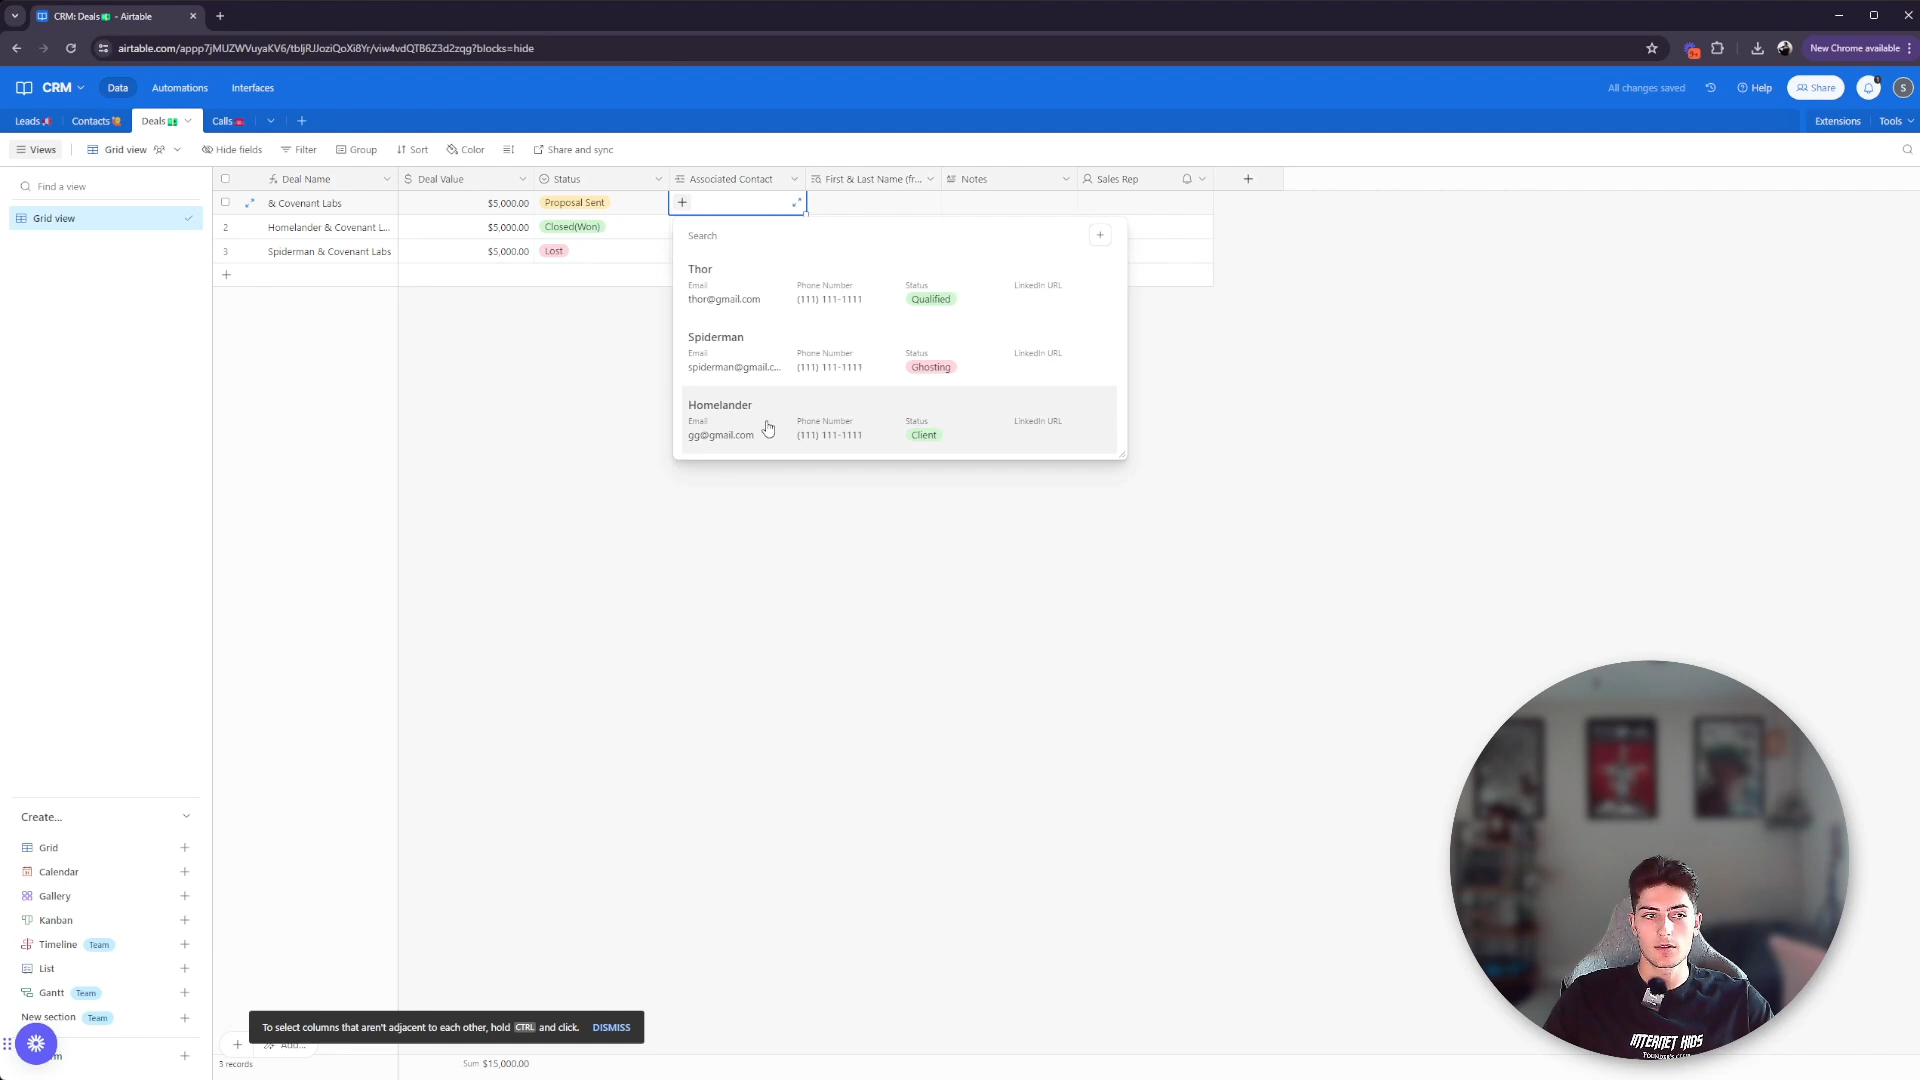 CRM: Deals💵 - Airtable
airtable.com/appp7jMUZWVuyaKV6/tbljRJJoziQoXi8Yr/viw4vdQTB6Z3d2zqg?blocks=hide
9+
New Chrome available
CRM
Data
Automations
Interfaces
All changes saved
Help
Share
1
S
Leads
Contacts
Deals💵
Calls
Extensions
Tools
Views
Grid view
Hide fields
Filter
Group
Sort
Color
Share and sync
Find a view
Grid view
Deal Name
Deal Value
Status
Associated Contact
First & Last Name (fr...
Notes
Sales Rep
& Covenant Labs
$5,000.00
Proposal Sent
2
Homelander & Covenant L...
$5,000.00
Closed(Won)
3
Spiderman & Covenant Labs
$5,000.00
Lost
Search
Thor
Email
Phone Number
Status
LinkedIn URL
thor@gmail.com
(111) 111-1111
Qualified
Spiderman
Email
Phone Number
Status
LinkedIn URL
spiderman@gmail.c...
(111) 111-1111
Ghosting
Homelander
Email
Phone Number
Status
LinkedIn URL
gg@gmail.com
(111) 111-1111
Client
Create...
Grid
Calendar
Gallery
Kanban
Timeline
Team
List
Gantt
Team
New section
Team
To select columns that aren't adjacent to each other, hold CTRL and click.
DISMISS
Add...
3 records
Sum $15,000.00
INTERNET KIDS
FOUNDER'S CLUB